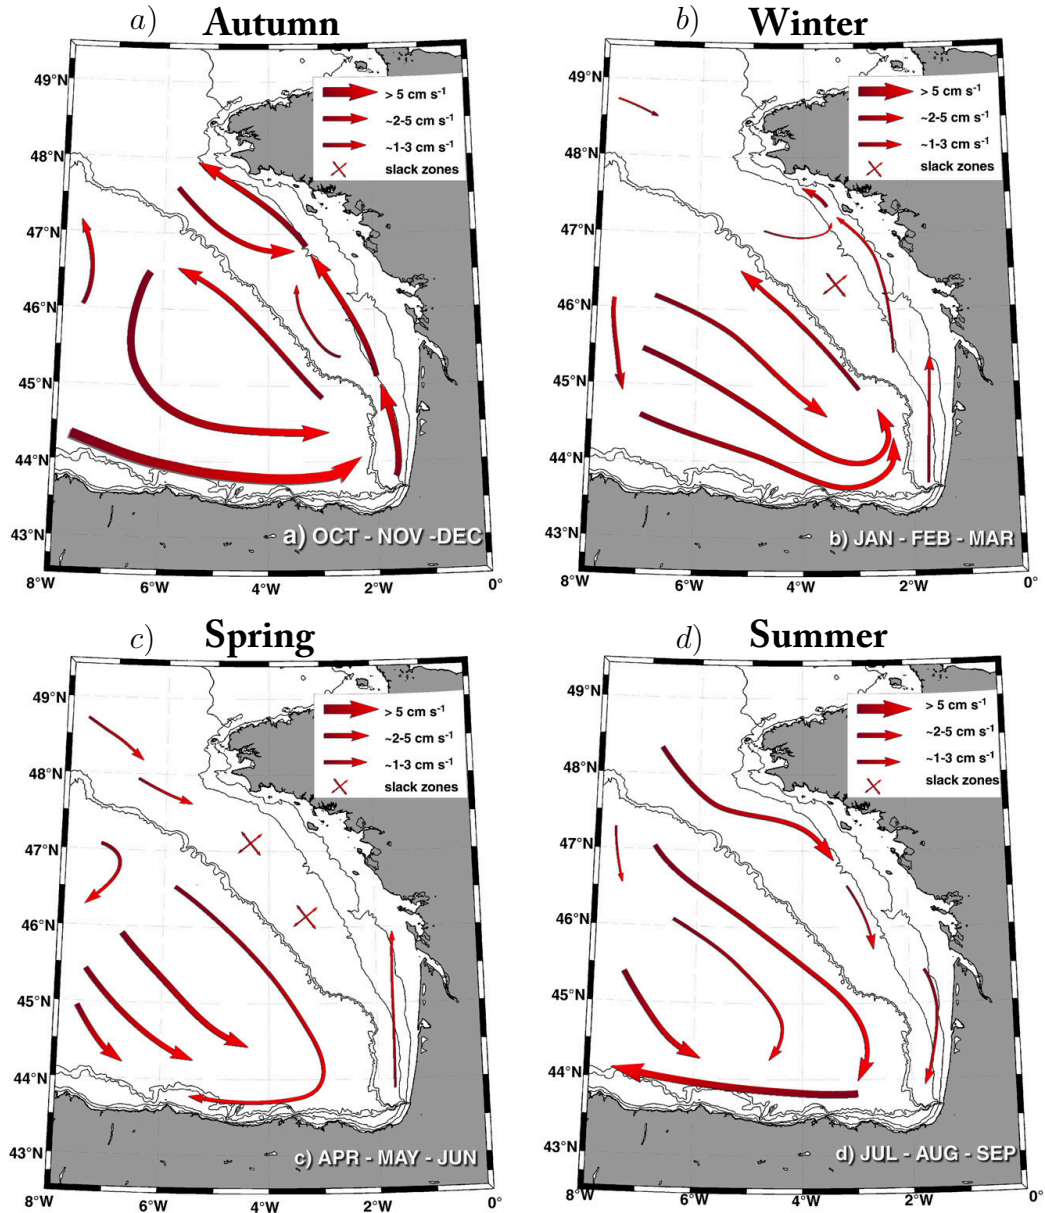 a) Autumn
b) Winter
49°N
48°N
47°N
46°N
45°N
44°N
43°N
8°W
6°W
4°W
2°W
0°
> 5 cm s⁻¹
~2-5 cm s⁻¹
~1-3 cm s⁻¹
slack zones
a) OCT - NOV -DEC
49°N
48°N
47°N
46°N
45°N
44°N
43°N
8°W
6°W
4°W
2°W
0°
> 5 cm s⁻¹
~2-5 cm s⁻¹
~1-3 cm s⁻¹
slack zones
b) JAN - FEB - MAR
c) Spring
d) Summer
49°N
48°N
47°N
46°N
45°N
44°N
43°N
8°W
6°W
4°W
2°W
0°
> 5 cm s⁻¹
~2-5 cm s⁻¹
~1-3 cm s⁻¹
slack zones
c) APR - MAY - JUN
49°N
48°N
47°N
46°N
45°N
44°N
43°N
8°W
6°W
4°W
2°W
0°
> 5 cm s⁻¹
~2-5 cm s⁻¹
~1-3 cm s⁻¹
slack zones
d) JUL - AUG - SEP